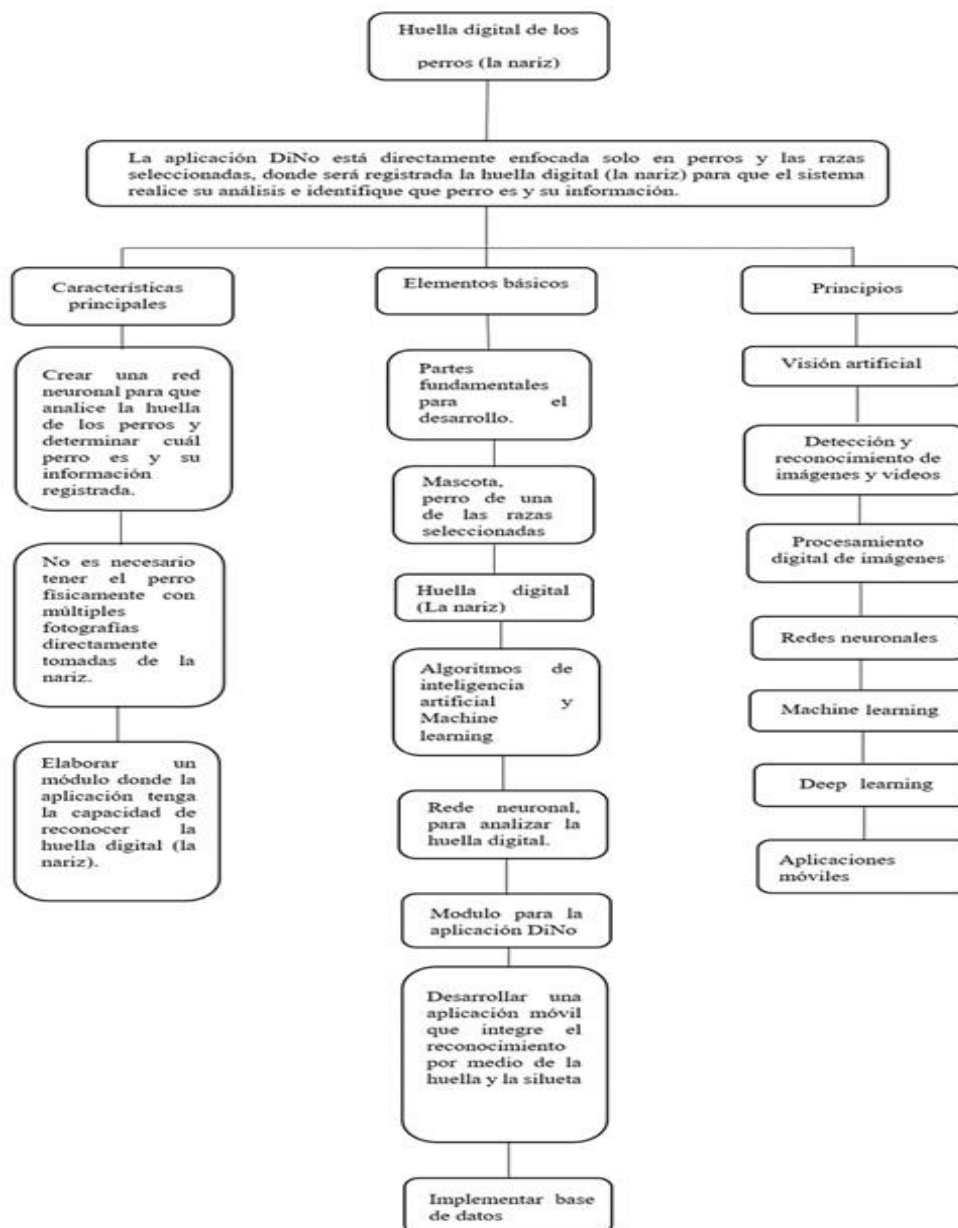 Huella digital de los
perros (la nariz)
La aplicación DiNo está directamente enfocada solo en perros y las razas
seleccionadas, donde será registrada la huella digital (la nariz) para que el sistema
realice su análisis e identifique que perro es y su información.
Características
principales
Crear una red
neuronal para que
analice la huella
de los perros y
determinar cuál
perro es y su
información
registrada.
No es necesario
tener el perro
físicamente con
múltiples
fotografías
directamente
tomadas de la
nariz.
Elaborar un
módulo donde la
aplicación tenga
la capacidad de
reconocer la
huella digital (la
nariz).
Elementos básicos
Partes
fundamentales
para el
desarrollo.
Mascota,
perro de una
de las razas
seleccionadas
Huella digital
(La nariz)
Algoritmos de
inteligencia
artificial y
Machine
learning
Rede neuronal,
para analizar la
huella digital.
Modulo para la
aplicación DiNo
Desarrollar una
aplicación móvil
que integre el
reconocimiento
por medio de la
huella y la silueta
Implementar base
de datos
Principios
Visión artificial
Detección y
reconocimiento de
imágenes y videos
Procesamiento
digital de imágenes
Redes neuronales
Machine learning
Deep learning
Aplicaciones
móviles